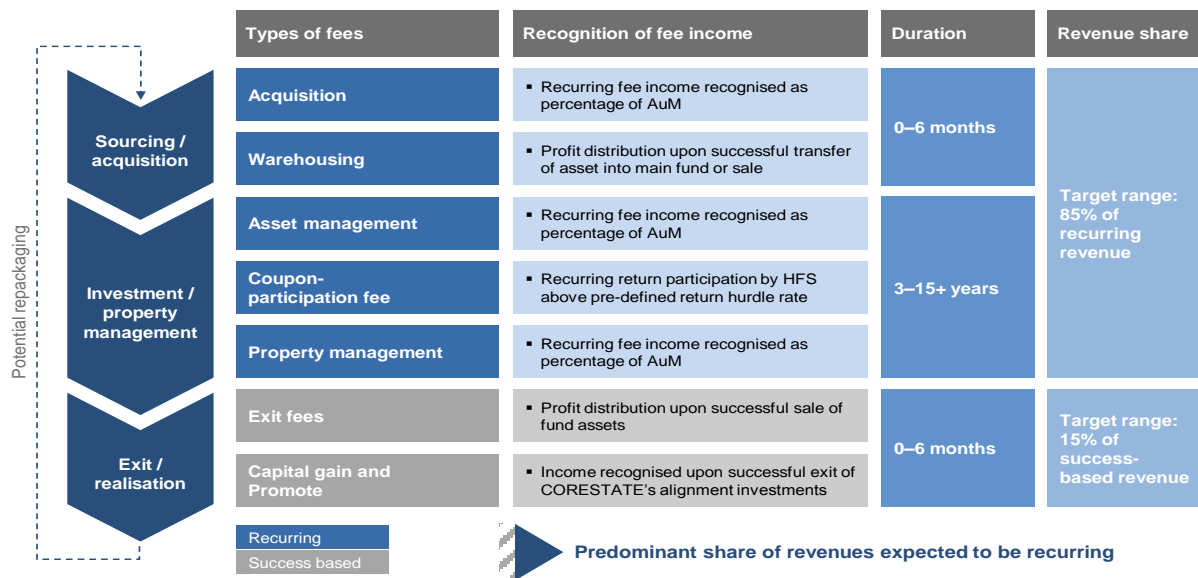 Types of fees
Recognition of fee income
Duration
Revenue share
Potential repackaging
Sourcing /
acquisition
Acquisition
▪ Recurring fee income recognised as
percentage of AuM
Warehousing
▪ Profit distribution upon successful transfer
of asset into main fund or sale
0–6 months
Investment /
property
management
Asset management
▪ Recurring fee income recognised as
percentage of AuM
Coupon-
participation fee
▪ Recurring return participation by HFS
above pre-defined return hurdle rate
Property management
▪ Recurring fee income recognised as
percentage of AuM
3–15+ years
Target range:
85% of
recurring
revenue
Exit /
realisation
Exit fees
▪ Profit distribution upon successful sale of
fund assets
Capital gain and
Promote
▪ Income recognised upon successful exit of
CORESTATE's alignment investments
0–6 months
Target range:
15% of
success-
based revenue
Recurring
Success based
Predominant share of revenues expected to be recurring